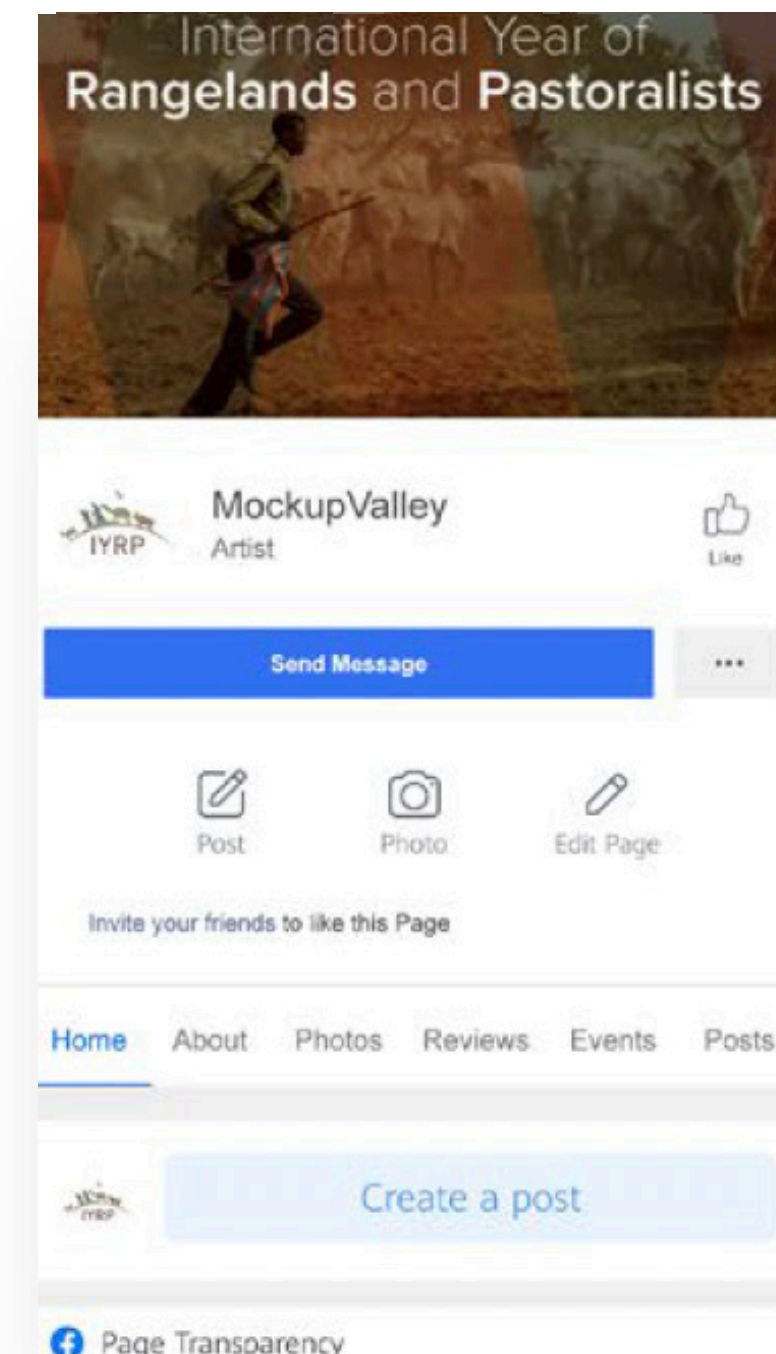 International Year of
Rangelands and Pastoralists
IYRP
MockupValley
Artist
Like
Send Message
Post
Photo
Edit Page
Invite your friends to like this Page
Home About Photos Reviews Events Posts
IYRP
Create a post
Page Transparency